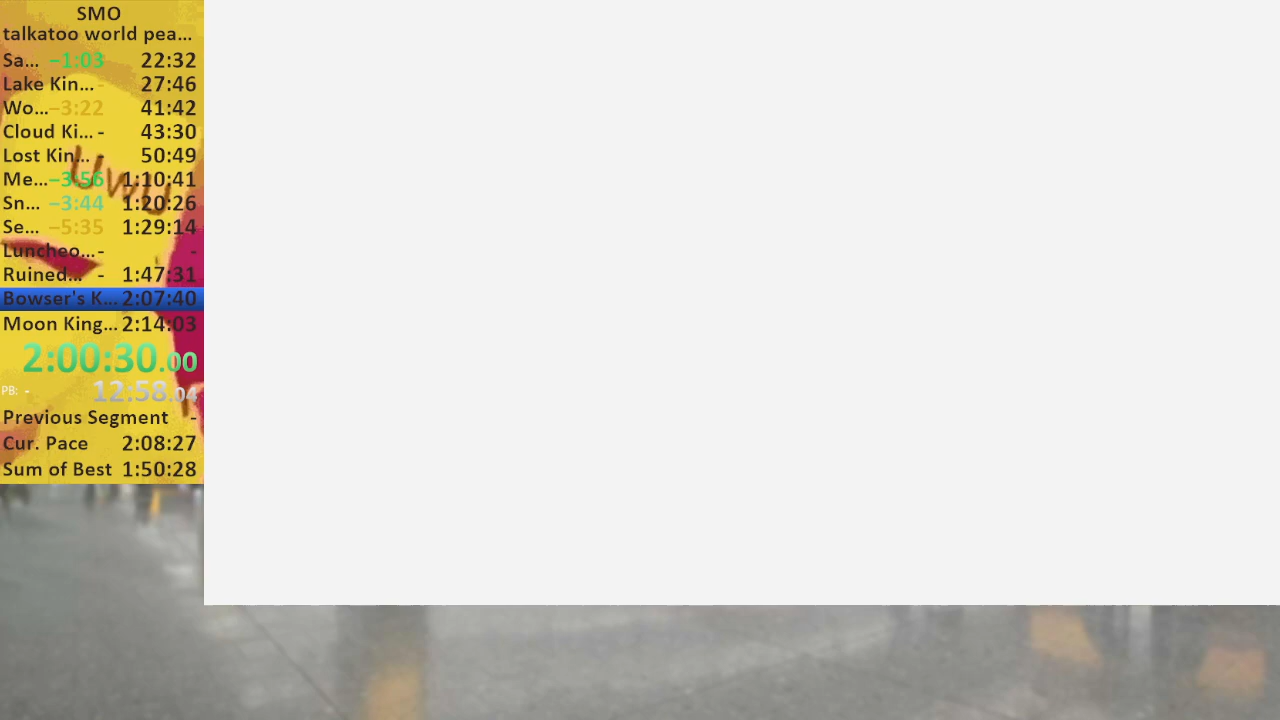 SMO
talkatoo world pea...
Sa... −1:03 22:32
Lake Kin... - 27:46
Wo... −3:22 41:42
Cloud Ki... - 43:30
Lost Kin... - 50:49
Me... −3:56 1:10:41
Sn... −3:44 1:20:26
Se... −5:35 1:29:14
Luncheo... - -
Ruined... - 1:47:31
Bowser's K... 2:07:40
Moon King... 2:14:03
2:00:30.00
PB: - 12:58.04
Previous Segment -
Cur. Pace 2:08:27
Sum of Best 1:50:28
UwU